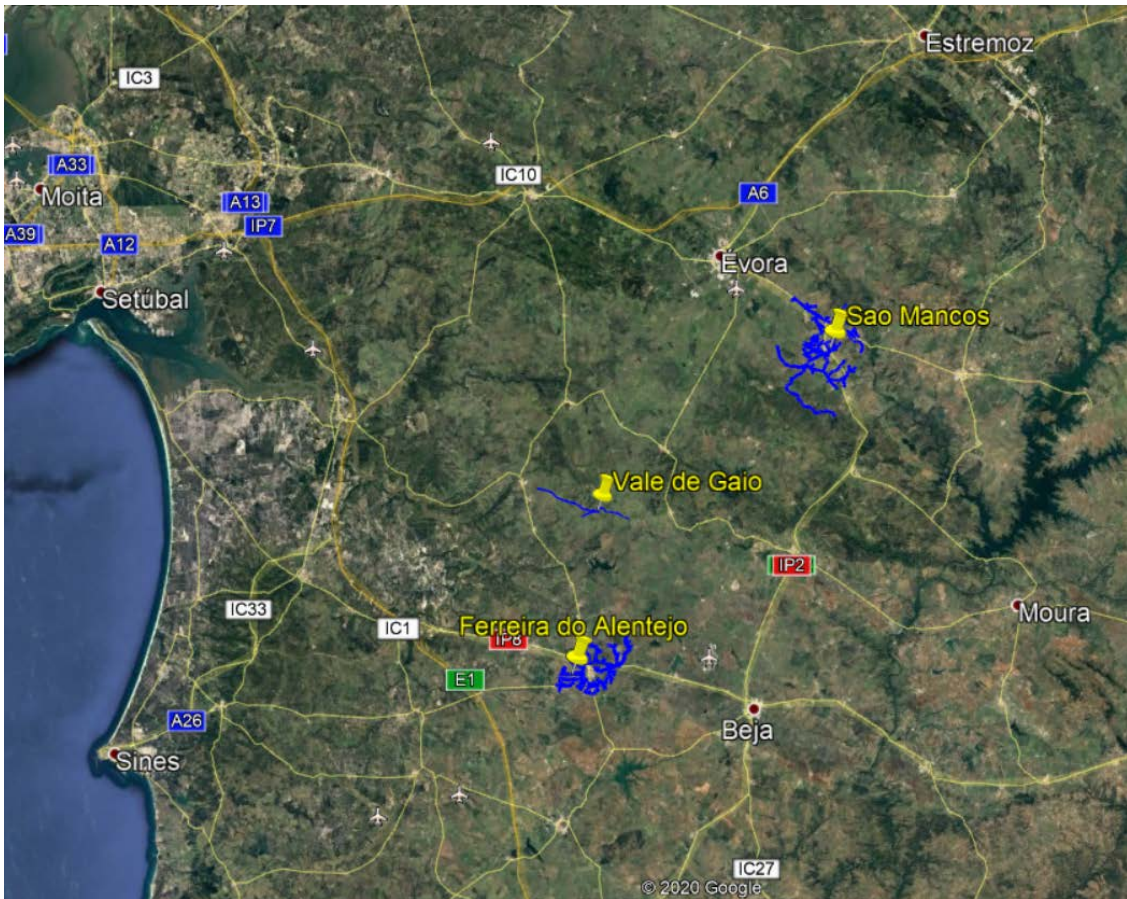 Estremoz
IC3
A33
Moita
IC10
A13
A6
IP7
A39
A12
Evora
Setúbal
Sao Mancos
Vale de Gaio
IP2
IC33
IC1
Moura
Ferreira do Alentejo
IP8
E1
A26
Beja
Sines
IC27
© 2020 Google